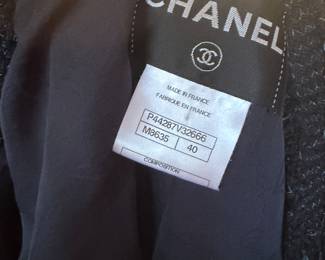 CHANEL
MADE IN FRANCE
FABRIQUE EN FRANCE
P44287V32666
M9635 40
COMPOSITION